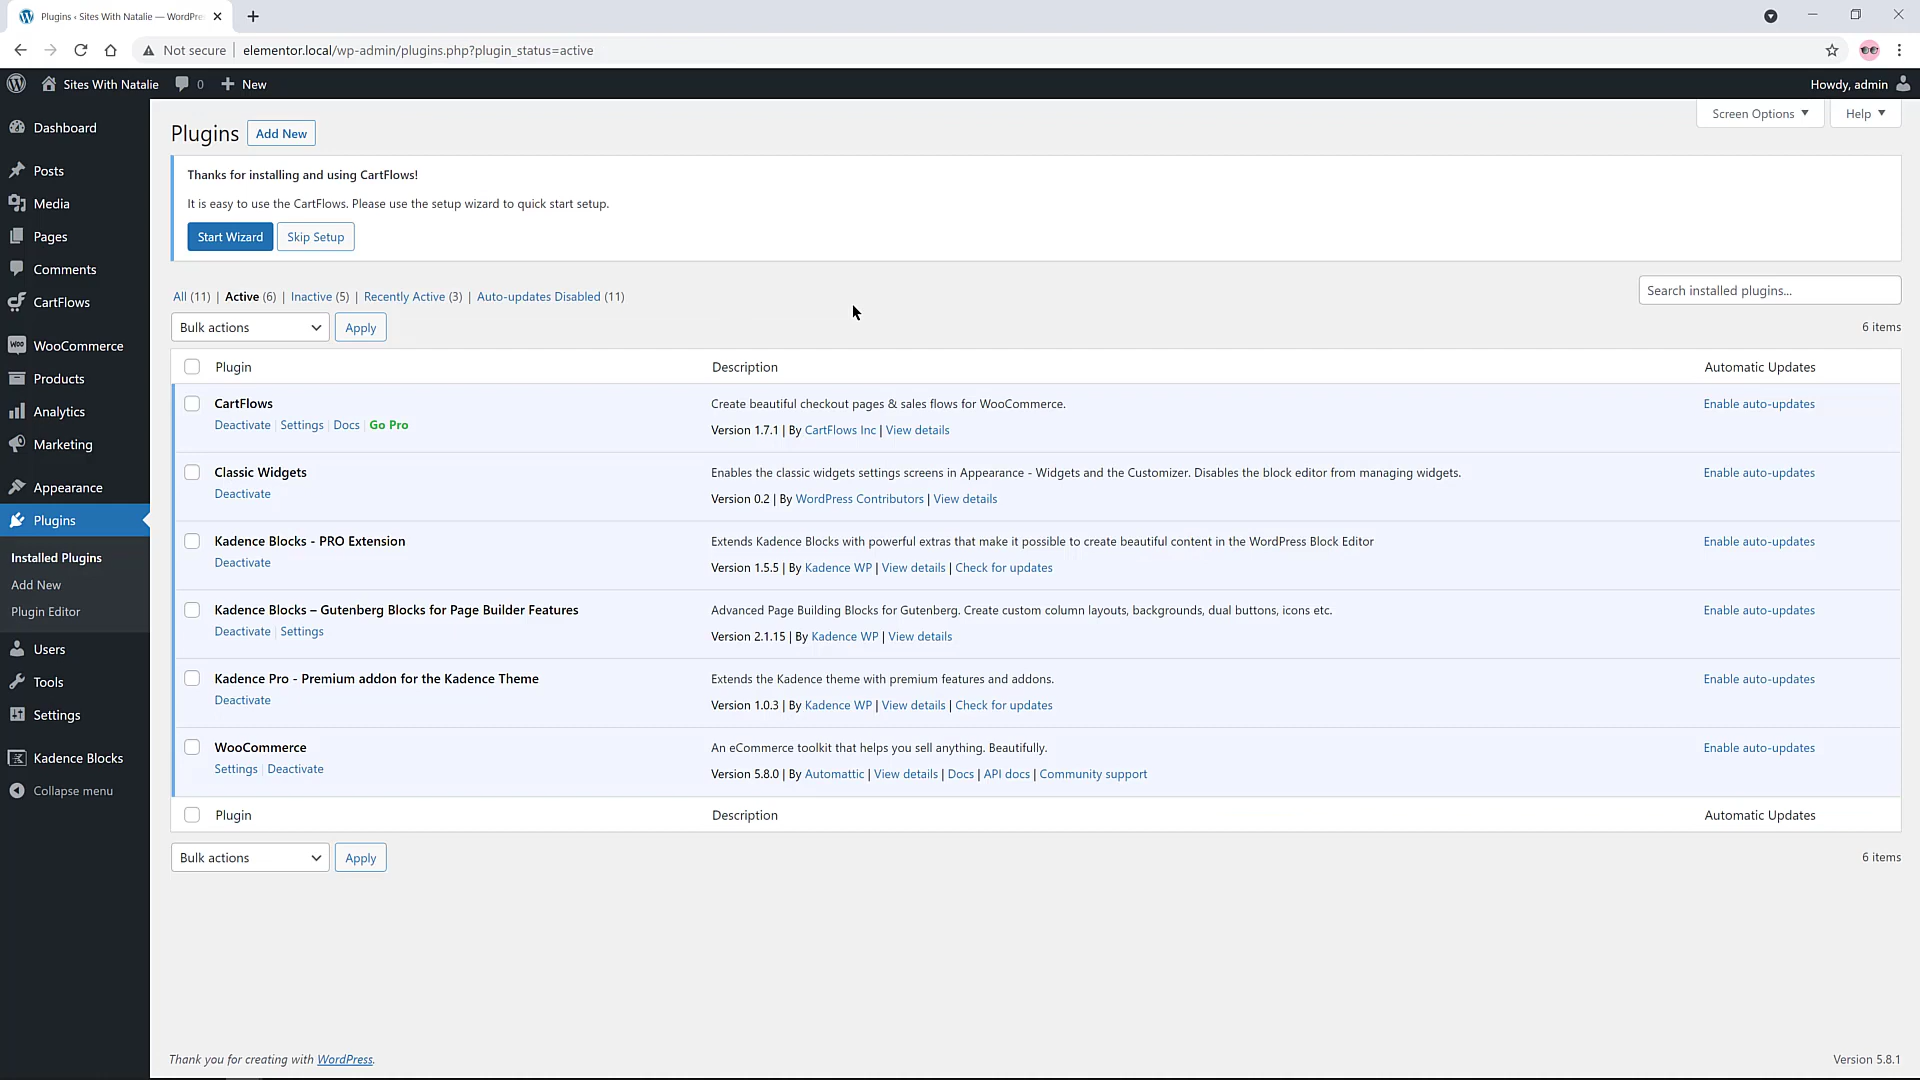 Plugins ‹ Sites With Natalie — WordPre
Not secure elementor.local/wp-admin/plugins.php?plugin_status=active
Sites With Natalie 0 New Howdy, admin
Dashboard
Posts
Media
Pages
Comments
CartFlows
WooCommerce
Products
Analytics
Marketing
Appearance
Plugins
Installed Plugins
Add New
Plugin Editor
Users
Tools
Settings
Kadence Blocks
Collapse menu
Screen Options Help
Plugins Add New
Thanks for installing and using CartFlows!
It is easy to use the CartFlows. Please use the setup wizard to quick start setup.
Start Wizard Skip Setup
All (11) | Active (6) | Inactive (5) | Recently Active (3) | Auto-updates Disabled (11)
Search installed plugins...
Bulk actions Apply 6 items
Plugin Description Automatic Updates
CartFlows Create beautiful checkout pages & sales flows for WooCommerce. Enable auto-updates
Deactivate | Settings | Docs | Go Pro Version 1.7.1 | By CartFlows Inc | View details
Classic Widgets Enables the classic widgets settings screens in Appearance - Widgets and the Customizer. Disables the block editor from managing widgets. Enable auto-updates
Deactivate Version 0.2 | By WordPress Contributors | View details
Kadence Blocks - PRO Extension Extends Kadence Blocks with powerful extras that make it possible to create beautiful content in the WordPress Block Editor Enable auto-updates
Deactivate Version 1.5.5 | By Kadence WP | View details | Check for updates
Kadence Blocks – Gutenberg Blocks for Page Builder Features Advanced Page Building Blocks for Gutenberg. Create custom column layouts, backgrounds, dual buttons, icons etc. Enable auto-updates
Deactivate | Settings Version 2.1.15 | By Kadence WP | View details
Kadence Pro - Premium addon for the Kadence Theme Extends the Kadence theme with premium features and addons. Enable auto-updates
Deactivate Version 1.0.3 | By Kadence WP | View details | Check for updates
WooCommerce An eCommerce toolkit that helps you sell anything. Beautifully. Enable auto-updates
Settings | Deactivate Version 5.8.0 | By Automattic | View details | Docs | API docs | Community support
Plugin Description Automatic Updates
Bulk actions Apply 6 items
Thank you for creating with WordPress. Version 5.8.1